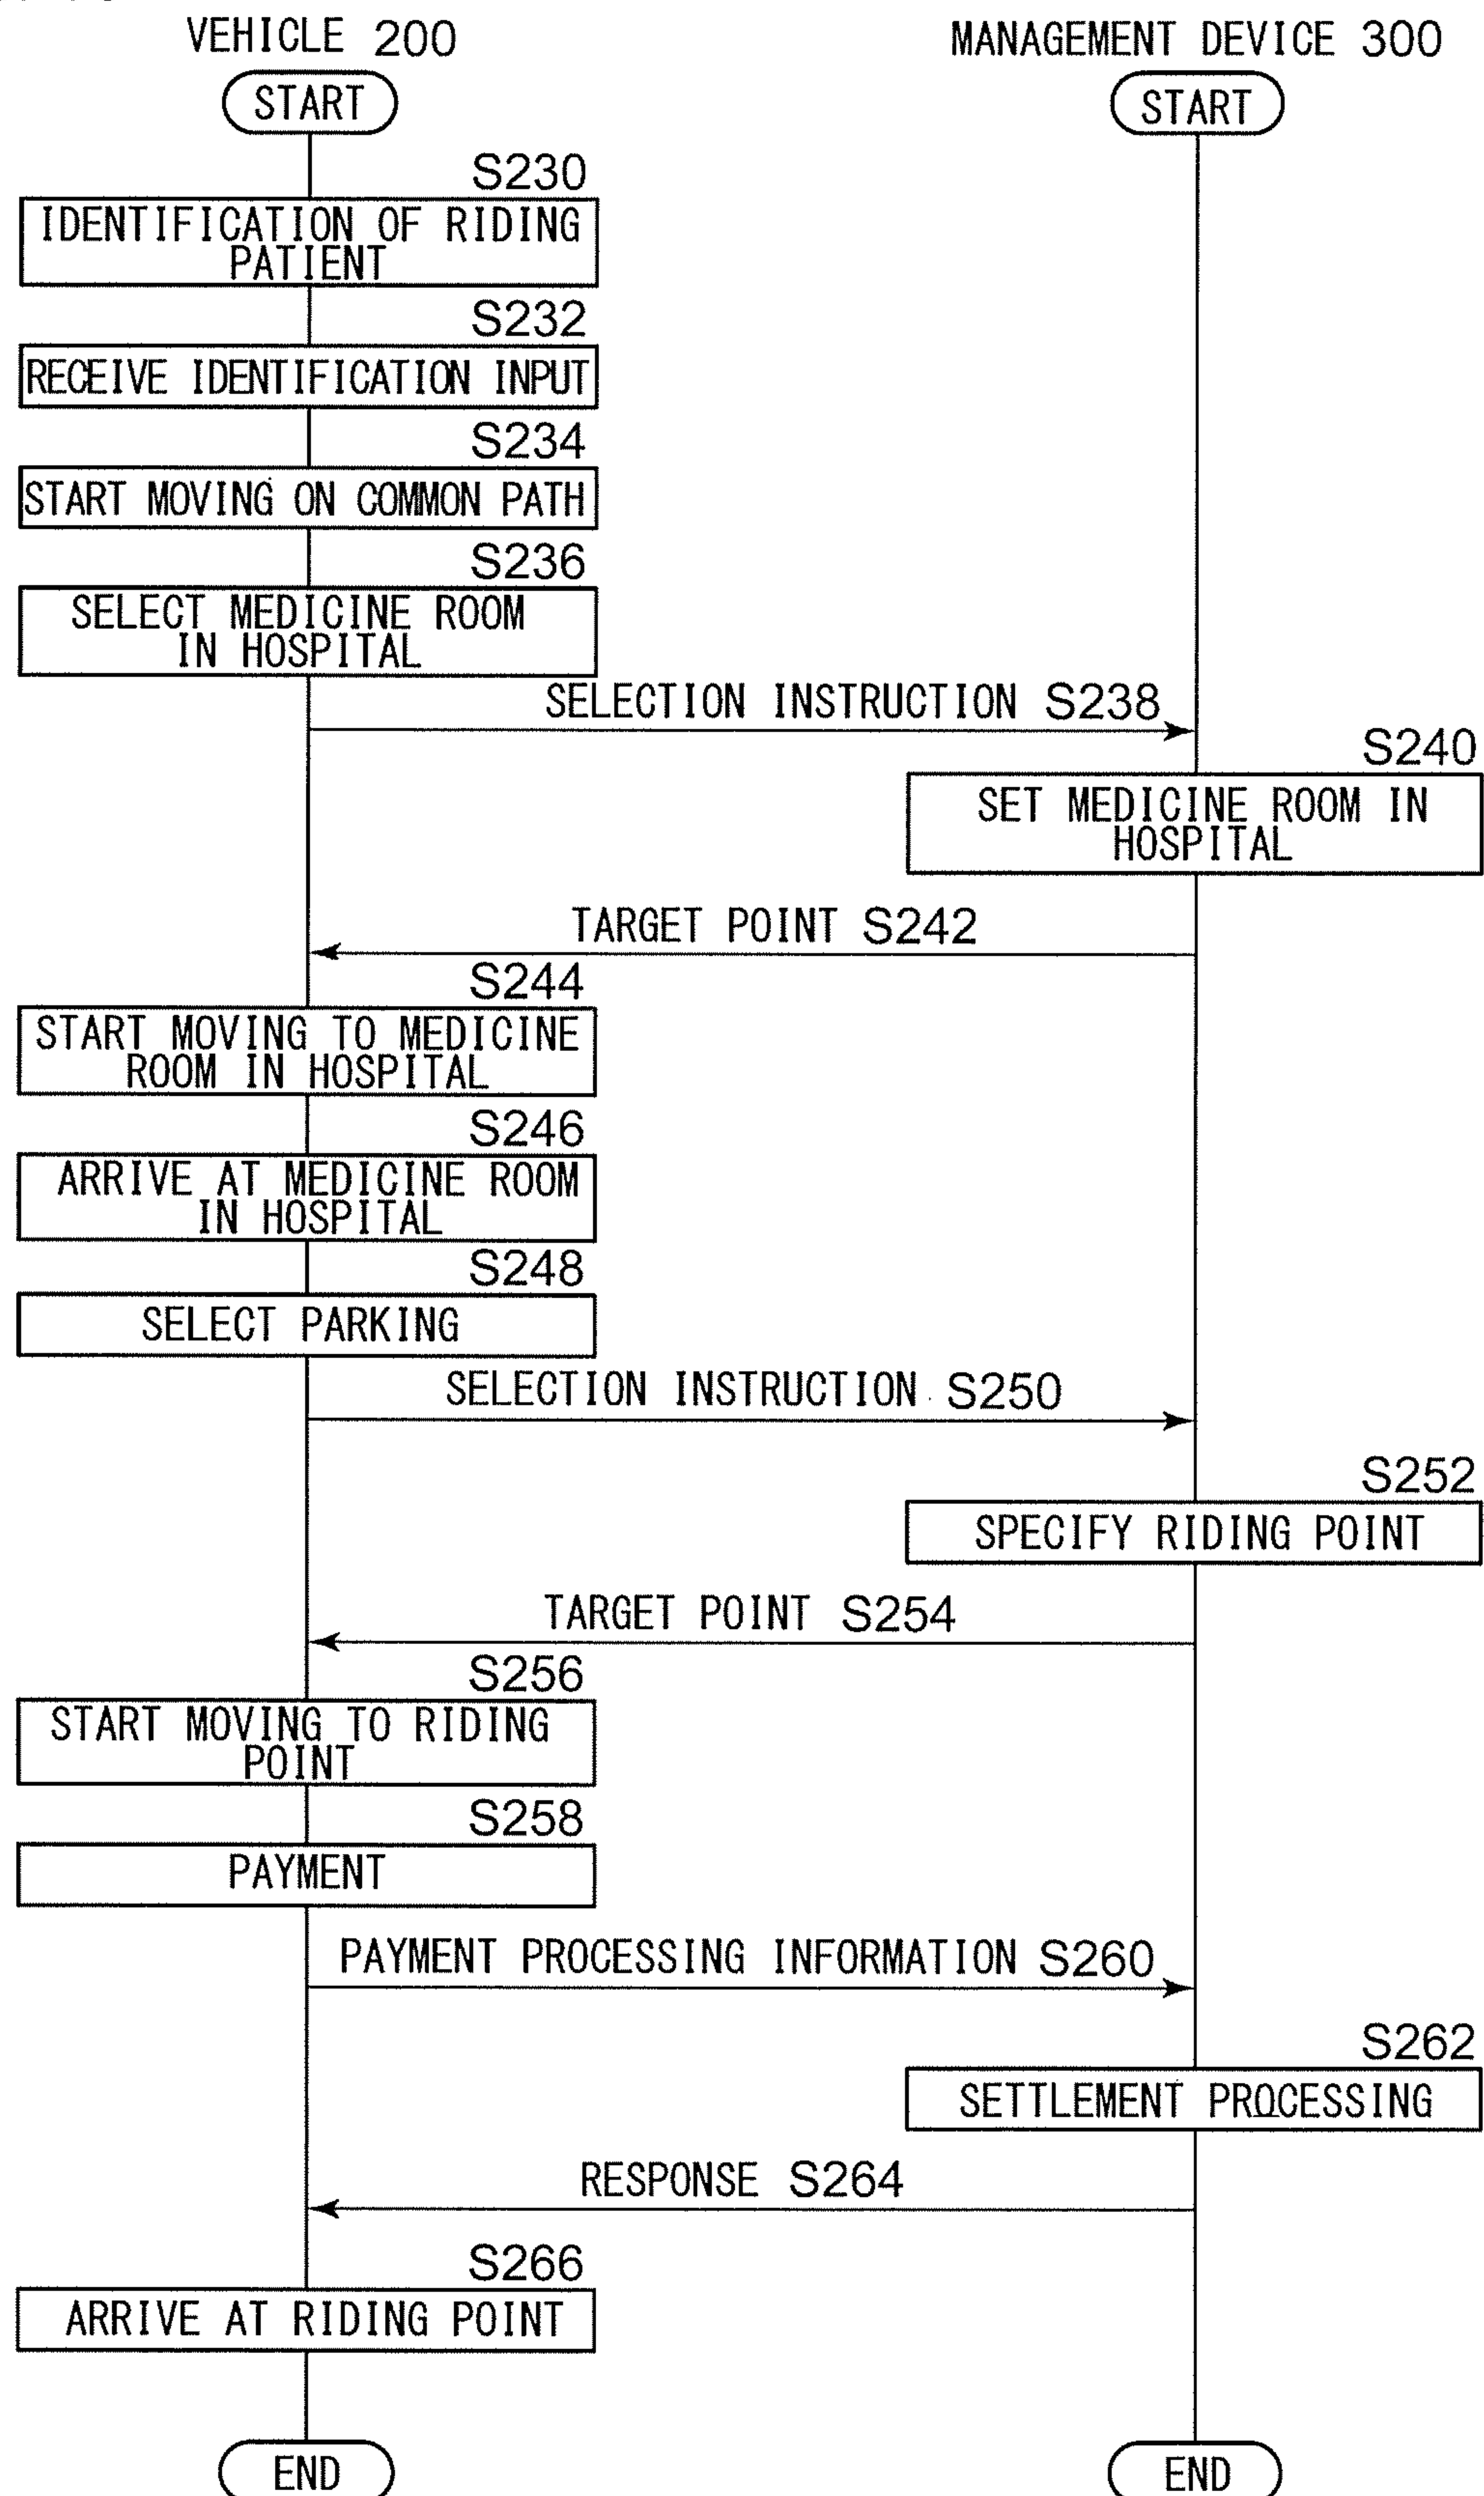 VEHICLE 200
MANAGEMENT DEVICE 300
START
START
S230
IDENTIFICATION OF RIDING
PATIENT
S232
RECEIVE IDENTIFICATION INPUT
S234
START MOVING ON COMMON PATH
S236
SELECT MEDICINE ROOM
IN HOSPITAL
SELECTION INSTRUCTION S238
S240
SET MEDICINE ROOM IN
HOSPITAL
TARGET POINT S242
S244
START MOVING TO MEDICINE
ROOM IN HOSPITAL
S246
ARRIVE AT MEDICINE ROOM
IN HOSPITAL
S248
SELECT PARKING
SELECTION INSTRUCTION S250
S252
SPECIFY RIDING POINT
TARGET POINT S254
S256
START MOVING TO RIDING
POINT
S258
PAYMENT
PAYMENT PROCESSING INFORMATION S260
S262
SETTLEMENT PROCESSING
RESPONSE S264
S266
ARRIVE AT RIDING POINT
END
END